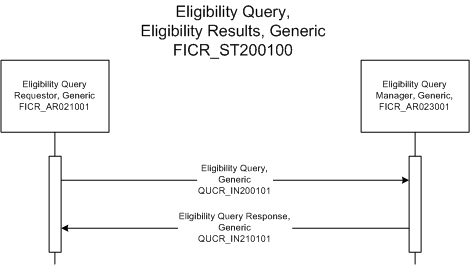 Eligibility Query,
Eligibility Results, Generic
FICR_ST200100
Eligibility Query
Requestor, Generic
FICR_AR021001
Eligibility Query
Manager, Generic,
FICR_AR023001
Eligibility Query,
Generic
QUCR_IN200101
Eligibility Query Response,
Generic
QUCR_IN210101